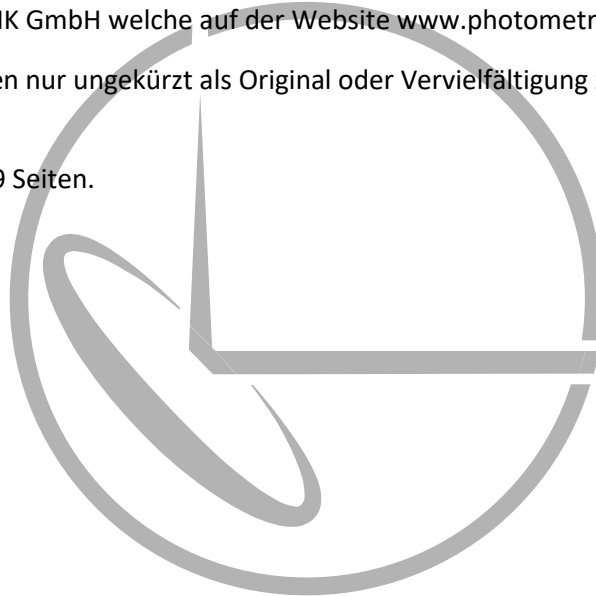 IK GmbH welche auf der Website www.photometr
en nur ungekürzt als Original oder Vervielfältigung
9 Seiten.